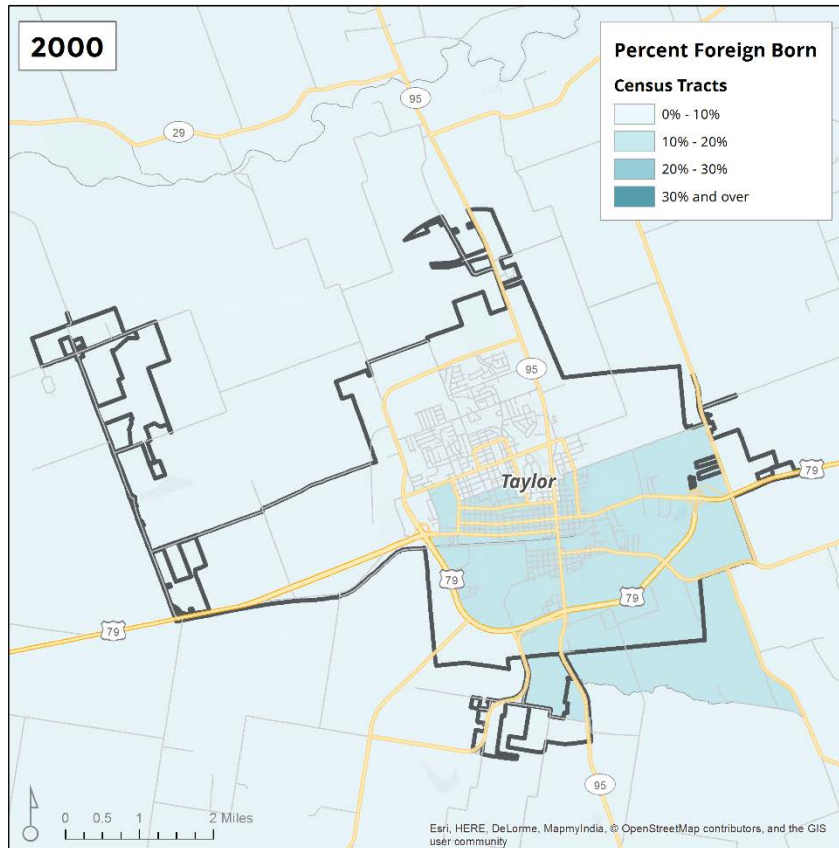 2000
Percent Foreign Born
Census Tracts
0% - 10%
10% - 20%
20% - 30%
30% and over
95
29
95
Taylor
79
79
79
79
95
0 0.5 1 2 Miles
Esri, HERE, DeLorme, MapmyIndia, © OpenStreetMap contributors, and the GIS
user community